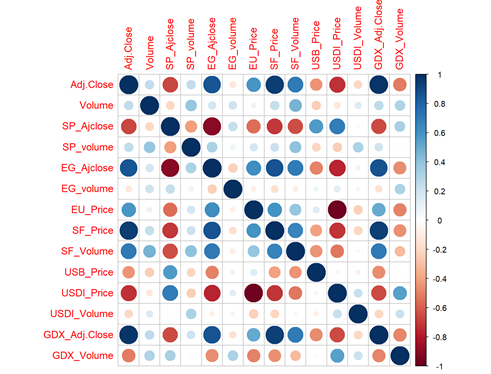 Adj.Close
Volume
SP_Ajclose
SP_volume
EG_Ajclose
EG_volume
EU_Price
SF_Price
SF_Volume
USB_Price
USDI_Price
USDI_Volume
GDX_Adj.Close
GDX_Volume
Adj.Close
Volume
SP_Ajclose
SP_volume
EG_Ajclose
EG_volume
EU_Price
SF_Price
SF_Volume
USB_Price
USDI_Price
USDI_Volume
GDX_Adj.Close
GDX_Volume
1
0.8
0.6
0.4
0.2
0
-0.2
-0.4
-0.6
-0.8
-1